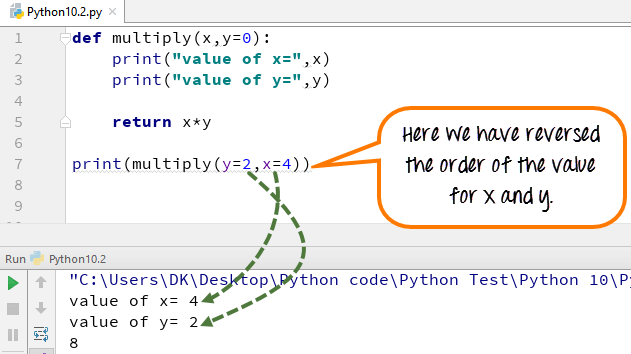 Python10.2.py ×
1 def multiply(x,y=0):
2 print("value of x=",x)
3 print("value of y=",y)
4
5 return x*y
6
7 print(multiply(y=2,x=4))
8
9
Here we have reversed
the order of the value
for x and y.
Run Python10.2
"C:\Users\DK\Desktop\Python code\Python Test\Python 10\Py
value of x= 4
value of y= 2
8